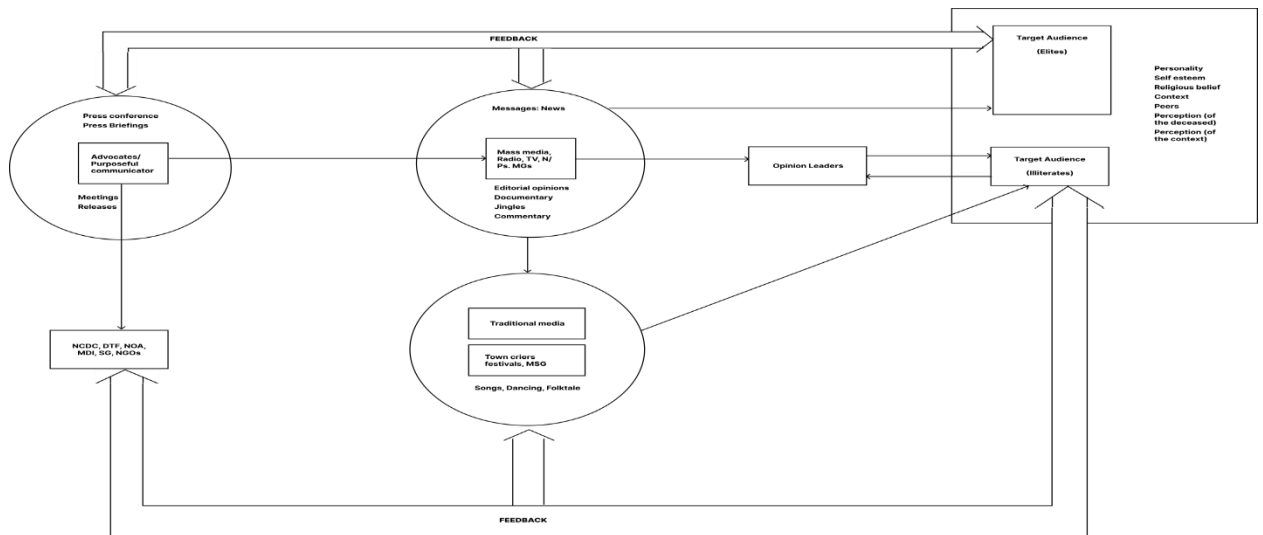 FEEDBACK
Target Audience
(Elites)
Personality
Self esteem
Religious belief
Context
Peers
Perception (of
the deceased)
Perception (of
the context)
Press conference
Press Briefings
Advocates/
Purposeful
communicator
Meetings
Releases
Messages: News
Mass media,
Radio, TV, N/
Ps. MGs
Editorial opinions
Documentary
Jingles
Commentary
Opinion Leaders
Target Audience
(Illiterates)
NCDC, DTF, NOA,
MDI, SG, NGOs
Traditional media
Town criers
festivals, MSG
Songs, Dancing, Folktale
FEEDBACK